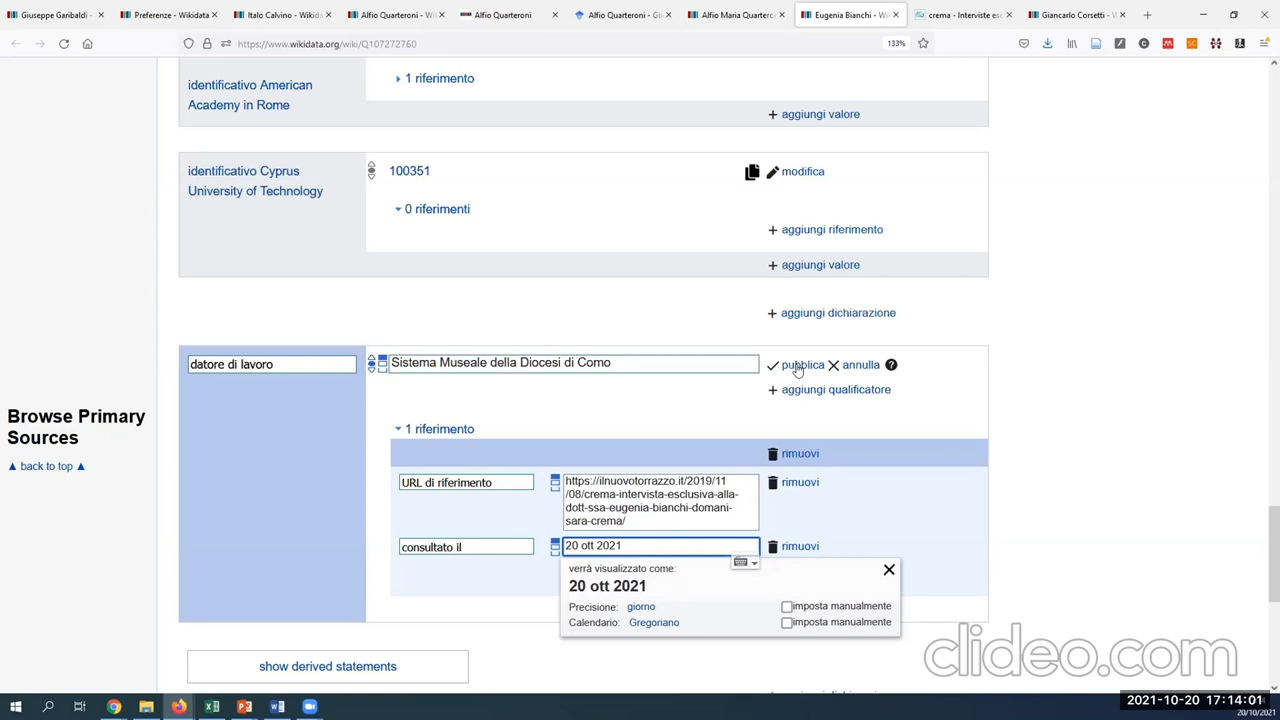 Giuseppe Garibaldi
Preferenze - Wikidata
Italo Calvino - Wikidata
Alfio Quarteroni - Wi
Alfio Quarteroni
Alfio Quarteroni - Go
Alfio Maria Quartero
Eugenia Bianchi - Wi
crema - Interviste es
Giancarlo Corsetti - W
https://www.wikidata.org/wiki/Q107272760
133%
identificativo American
Academy in Rome
1 riferimento
+ aggiungi valore
identificativo Cyprus
University of Technology
100351
modifica
0 riferimenti
+ aggiungi riferimento
+ aggiungi valore
+ aggiungi dichiarazione
datore di lavoro
Sistema Museale della Diocesi di Como
pubblica
annulla
+ aggiungi qualificatore
Browse Primary
Sources
▲ back to top ▲
1 riferimento
rimuovi
URL di riferimento
https://ilnuovotorrazzo.it/2019/11
/08/crema-intervista-esclusiva-alla-
dott-ssa-eugenia-bianchi-domani-
sara-crema/
rimuovi
consultato il
20 ott 2021
rimuovi
verrà visualizzato come:
20 ott 2021
Precisione: giorno
imposta manualmente
Calendario: Gregoriano
imposta manualmente
show derived statements
clideo.com
2021-10-20 17:14:01
20/10/2021